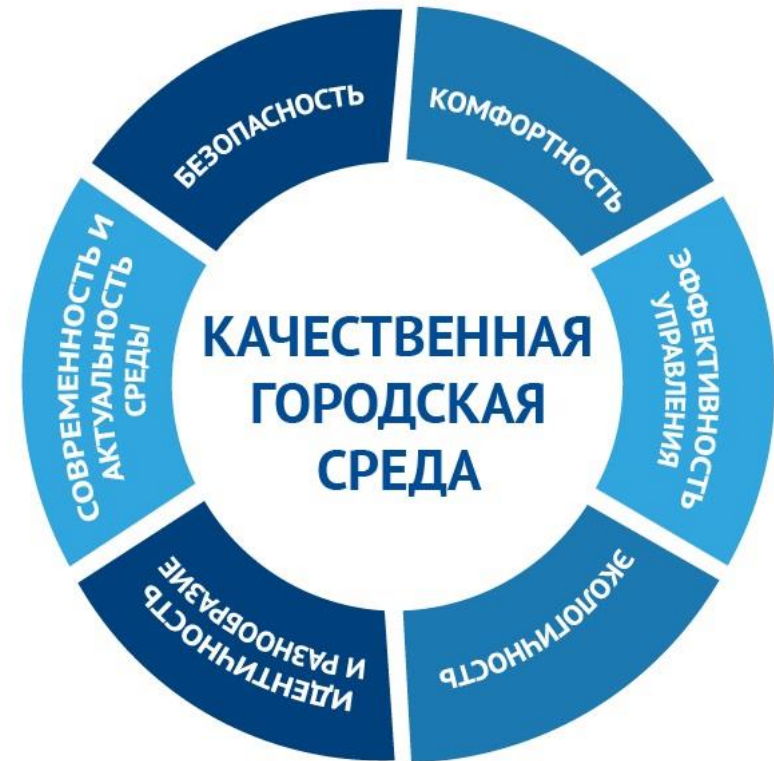 БЕЗОПАСНОСТЬ
КОМФОРТНОСТЬ
ЭФФЕКТИВНОСТЬ
УПРАВЛЕНИЯ
ЭКОЛОГИЧНОСТЬ
ИДЕНТИЧНОСТЬ
И РАЗНООБРАЗИЕ
СОВРЕМЕННОСТЬ И
АКТУАЛЬНОСТЬ
СРЕДЫ
КАЧЕСТВЕННАЯ
ГОРОДСКАЯ
СРЕДА